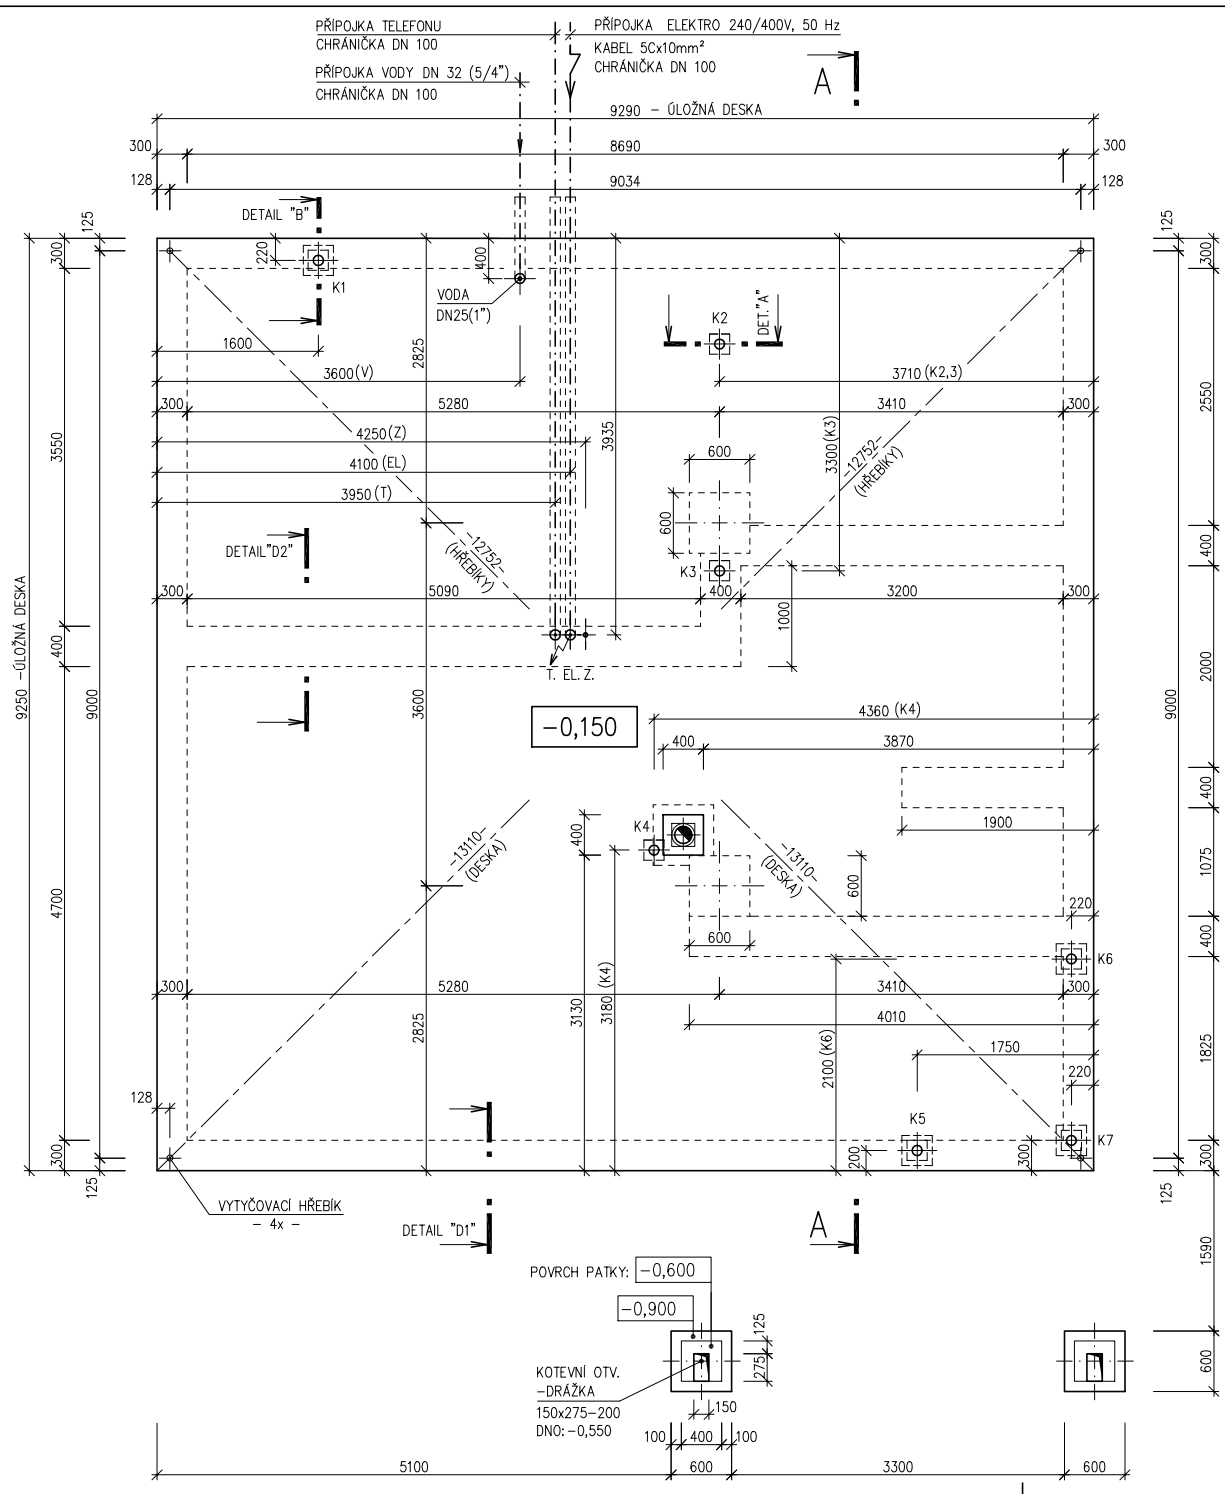 PŘÍPOJKA TELEFONU
CHRÁNIČKA DN 100
PŘÍPOJKA ELEKTRO 240/400V, 50 Hz
KABEL 5Cx10mm²
CHRÁNIČKA DN 100
PŘÍPOJKA VODY DN 32 (5/4")
CHRÁNIČKA DN 100
A
9290 - ÚLOŽNÁ DESKA
300
8690
300
128
9034
128
DETAIL "B"
125
125
300
220
400
300
K1
VODA
DN25(1")
K2
DET."A"
1600
2825
3600(V)
3710(K2,3)
300
5280
3410
300
2550
3550
4250(Z)
3935
3300(K3)
4100(EL)
600
-12752-
(HŘEBÍKY)
3950(T)
600
-12752-
(HŘEBÍKY)
DETAIL"D2"
400
K3
300
5090
400
3200
300
1000
9250 -ÚLOŽNÁ DESKA
400
2000
T. EL. Z.
9000
3600
9000
-0,150
4360 (K4)
400
3870
400
1900
K4
400
-13110-
(DESKA)
-13110-
(DESKA)
1075
600
4700
220
600
400
K6
3180 (K4)
300
5280
3410
300
3130
4010
2825
2100 (K6)
1750
1825
128
220
K5
K7
300
200
300
300
125
125
VYTYČOVACÍ HŘEBÍK
- 4x -
DETAIL "D1"
A
1590
POVRCH PATKY:
-0,600
-0,900
125
275
600
KOTEVNÍ OTV.
-DRÁŽKA
150x275-200
DNO:-0,550
150
100
400
100
5100
600
3300
600